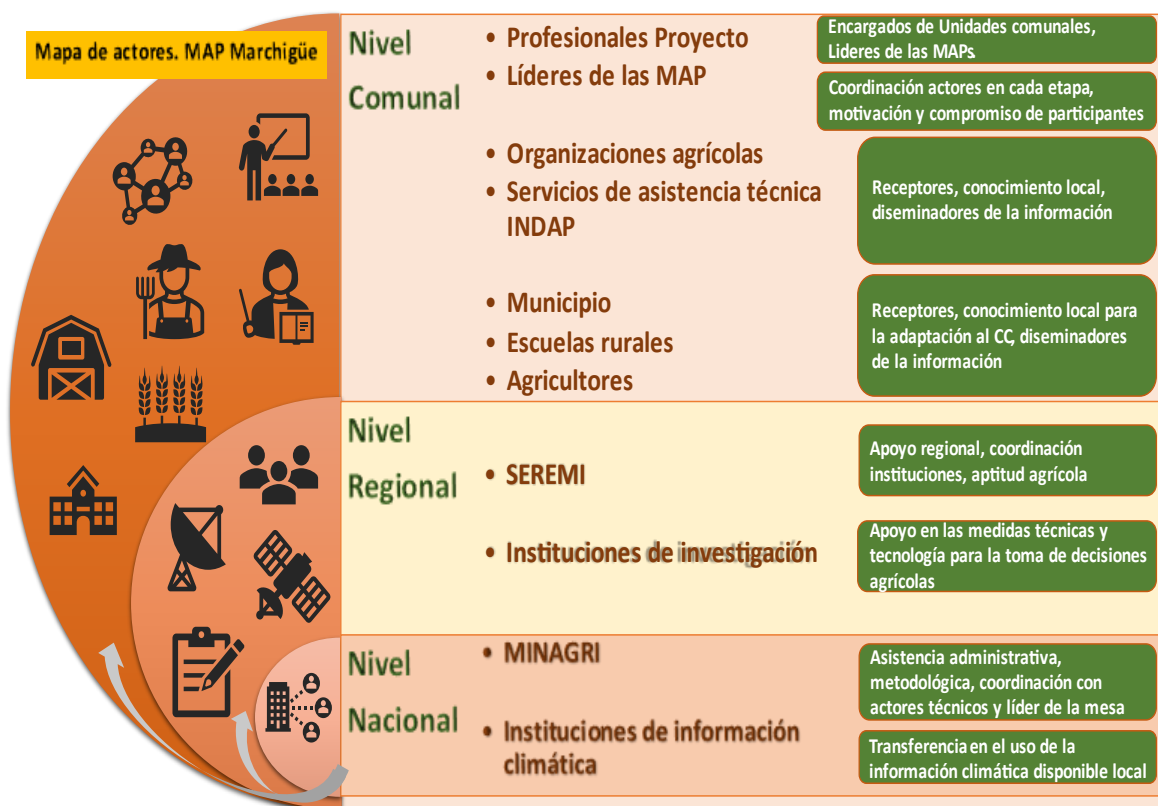 Mapa de actores. MAP Marchigüe
Nivel
Comunal
• Profesionales Proyecto
• Líderes de las MAP
Encargados de Unidades comunales,
Lideres de las MAPs.
Coordinación actores en cada etapa,
motivación y compromiso de participantes
• Organizaciones agrícolas
• Servicios de asistencia técnica
INDAP
Receptores, conocimiento local,
diseminadores de la información
• Municipio
• Escuelas rurales
• Agricultores
Receptores, conocimiento local para
la adaptación al CC, diseminadores
de la información
Nivel
Regional
• SEREMI
Apoyo regional, coordinación
instituciones, aptitud agrícola
• Instituciones de investigación
Apoyo en las medidas técnicas y
tecnología para la toma de decisiones
agrícolas
Nivel
Nacional
• MINAGRI
Asistencia administrativa,
metodológica, coordinación con
actores técnicos y líder de la mesa
• Instituciones de información
climática
Transferencia en el uso de la
información climática disponible local